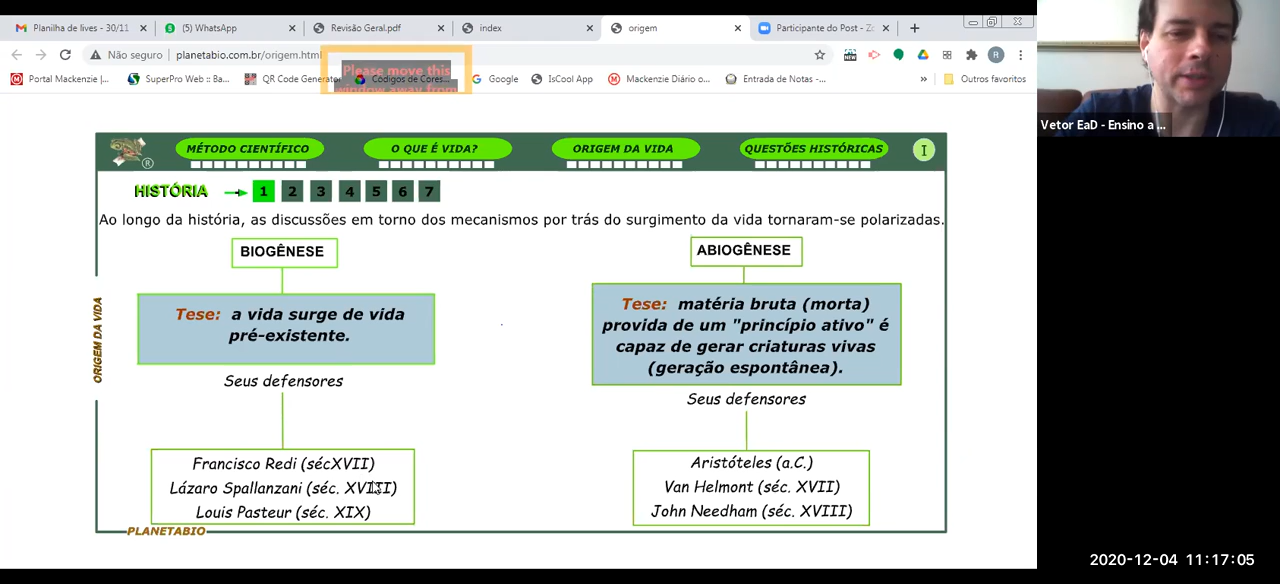 Planilha de lives - 30/11
(5) WhatsApp
Revisão Geral.pdf
index
origem
Participante do Post - Zo
Não seguro
planetabio.com.br/origem.html
Portal Mackenzie |...
SuperPro Web :: Ba...
QR Code Generator
Códigos de Cores...
Google
IsCool App
Mackenzie Diário o...
Entrada de Notas -...
»
Outros favoritos
Please move this
window away from
NEW
R
Vetor EaD - Ensino a ...
MÉTODO CIENTÍFICO
O QUE É VIDA?
ORIGEM DA VIDA
QUESTÕES HISTÓRICAS
®
HISTÓRIA 1 2 3 4 5 6 7
Ao longo da história, as discussões em torno dos mecanismos por trás do surgimento da vida tornaram-se polarizadas.
BIOGÊNESE
Tese: a vida surge de vida
pré-existente.
Seus defensores
Francisco Redi (sécXVII)
Lázaro Spallanzani (séc. XVIII)
Louis Pasteur (séc. XIX)
ABIOGÊNESE
Tese: matéria bruta (morta)
provida de um "princípio ativo" é
capaz de gerar criaturas vivas
(geração espontânea).
Seus defensores
Aristóteles (a.C.)
Van Helmont (séc. XVII)
John Needham (séc. XVIII)
ORIGEM DA VIDA
PLANETABIO
2020-12-04 11:17:05